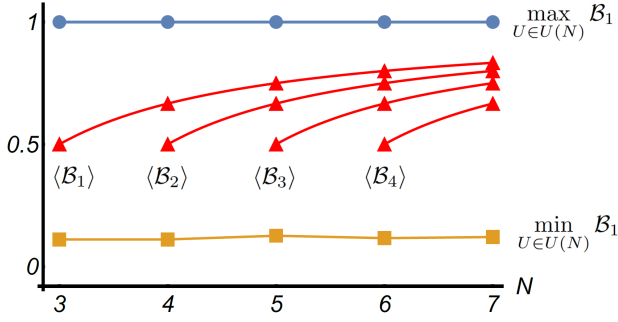 1
max U∈U(N) 𝓑₁
0.5
⟨𝓑₁⟩ ⟨𝓑₂⟩ ⟨𝓑₃⟩ ⟨𝓑₄⟩
min U∈U(N) 𝓑₁
0
3 4 5 6 7 N